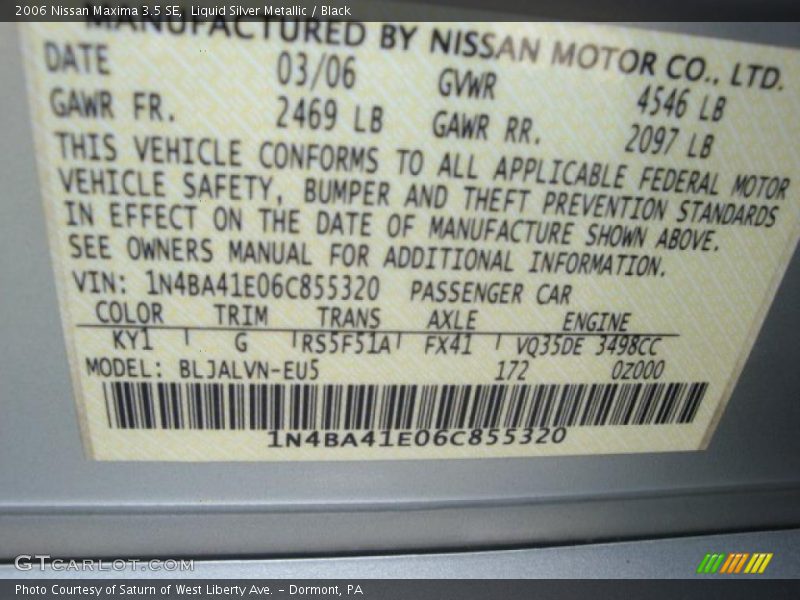 2006 Nissan Maxima 3.5 SE, Liquid Silver Metallic / Black
MANUFACTURED BY NISSAN MOTOR CO., LTD.
DATE 03/06 GVWR 4546 LB
GAWR FR. 2469 LB GAWR RR. 2097 LB
THIS VEHICLE CONFORMS TO ALL APPLICABLE FEDERAL MOTOR
VEHICLE SAFETY, BUMPER AND THEFT PREVENTION STANDARDS
IN EFFECT ON THE DATE OF MANUFACTURE SHOWN ABOVE.
SEE OWNERS MANUAL FOR ADDITIONAL INFORMATION.
VIN: 1N4BA41E06C855320 PASSENGER CAR
COLOR TRIM TRANS AXLE ENGINE
KY1 G RS5F51A FX41 VQ35DE 3498CC
MODEL: BLJALVN-EU5 172 0Z000
1N4BA41E06C855320
GTCarLot.com
Photo Courtesy of Saturn of West Liberty Ave. - Dormont, PA